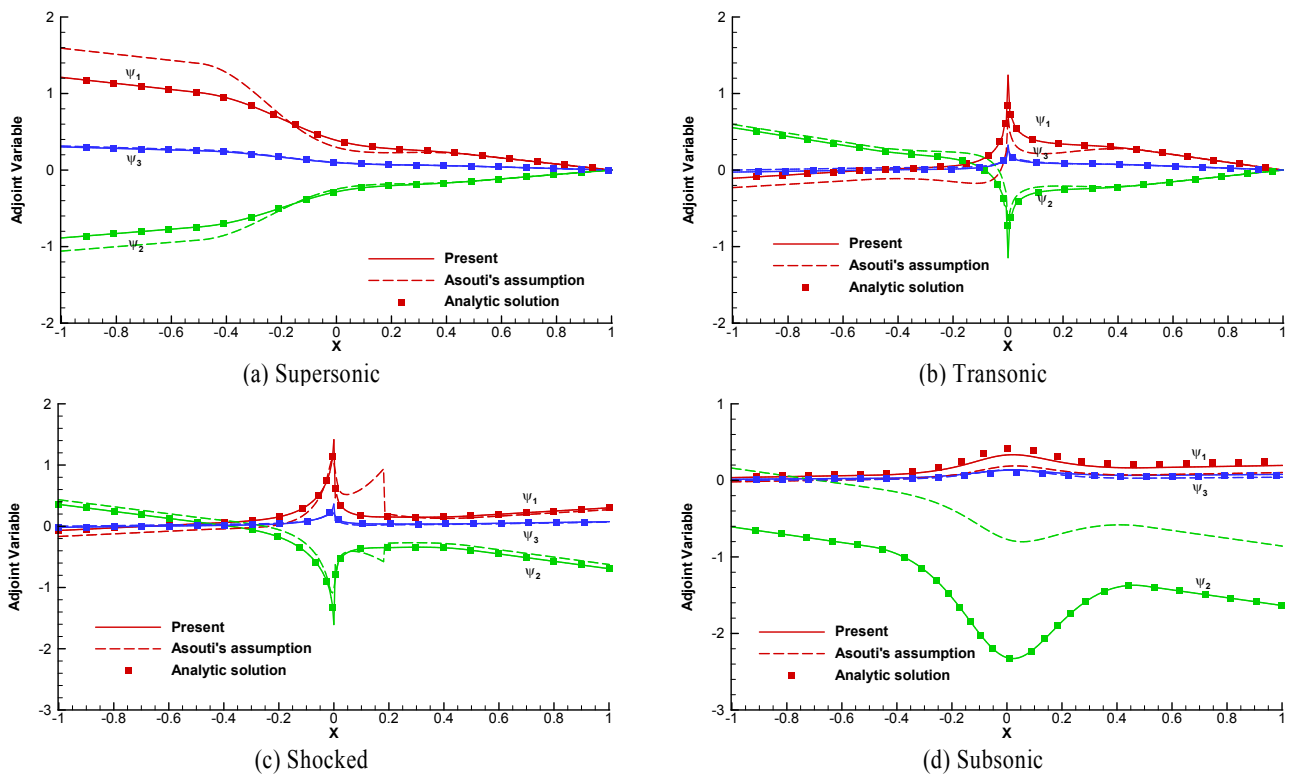 2
1
0
-1
-2
Adjoint Variable
ψ1
ψ3
ψ2
Present
Asouti's assumption
Analytic solution
-1 -0.8 -0.6 -0.4 -0.2 0 0.2 0.4 0.6 0.8 1
X
(a) Supersonic
2
1
0
-1
-2
Adjoint Variable
ψ1
ψ3
ψ2
Present
Asouti's assumption
Analytic solution
-1 -0.8 -0.6 -0.4 -0.2 0 0.2 0.4 0.6 0.8 1
X
(b) Transonic
2
1
0
-1
-2
-3
Adjoint Variable
ψ1
ψ3
ψ2
Present
Asouti's assumption
Analytic solution
-1 -0.8 -0.6 -0.4 -0.2 0 0.2 0.4 0.6 0.8 1
X
(c) Shocked
1
0
-1
-2
-3
Adjoint Variable
ψ1
ψ3
ψ2
Present
Asouti's assumption
Analytic solution
-1 -0.8 -0.6 -0.4 -0.2 0 0.2 0.4 0.6 0.8 1
X
(d) Subsonic